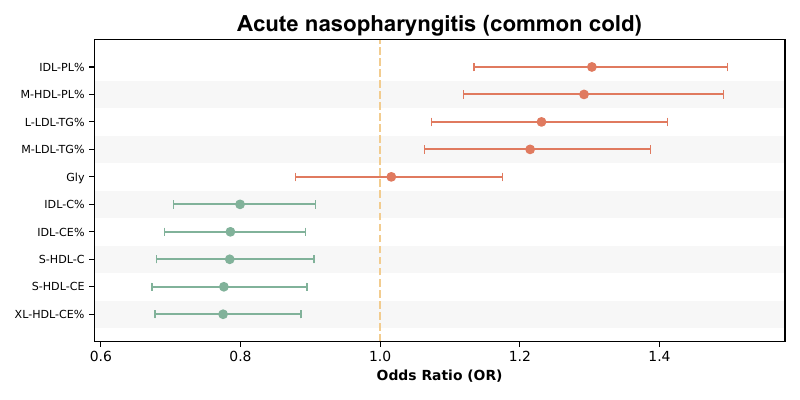 Acute nasopharyngitis (common cold)
IDL-PL%
M-HDL-PL%
L-LDL-TG%
M-LDL-TG%
Gly
IDL-C%
IDL-CE%
S-HDL-C
S-HDL-CE
XL-HDL-CE%
0.6 0.8 1.0 1.2 1.4
Odds Ratio (OR)